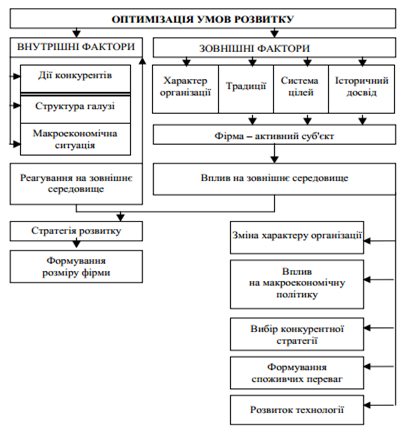 ОПТИМІЗАЦІЯ УМОВ РОЗВИТКУ
ВНУТРІШНІ ФАКТОРИ
Дії конкурентів
Структура галузі
Макроекономічна
ситуація
Реагування на зовнішнє
середовище
ЗОВНІШНІ ФАКТОРИ
Характер
організації
Традиції
Система
цілей
Історичний
досвід
Фірма – активний суб'єкт
Вплив на зовнішнє середовище
Стратегія розвитку
Формування
розміру фірми
Зміна характеру організації
Вплив
на макроекономічну
політику
Вибір конкурентної
стратегії
Формування
споживчих переваг
Розвиток технології